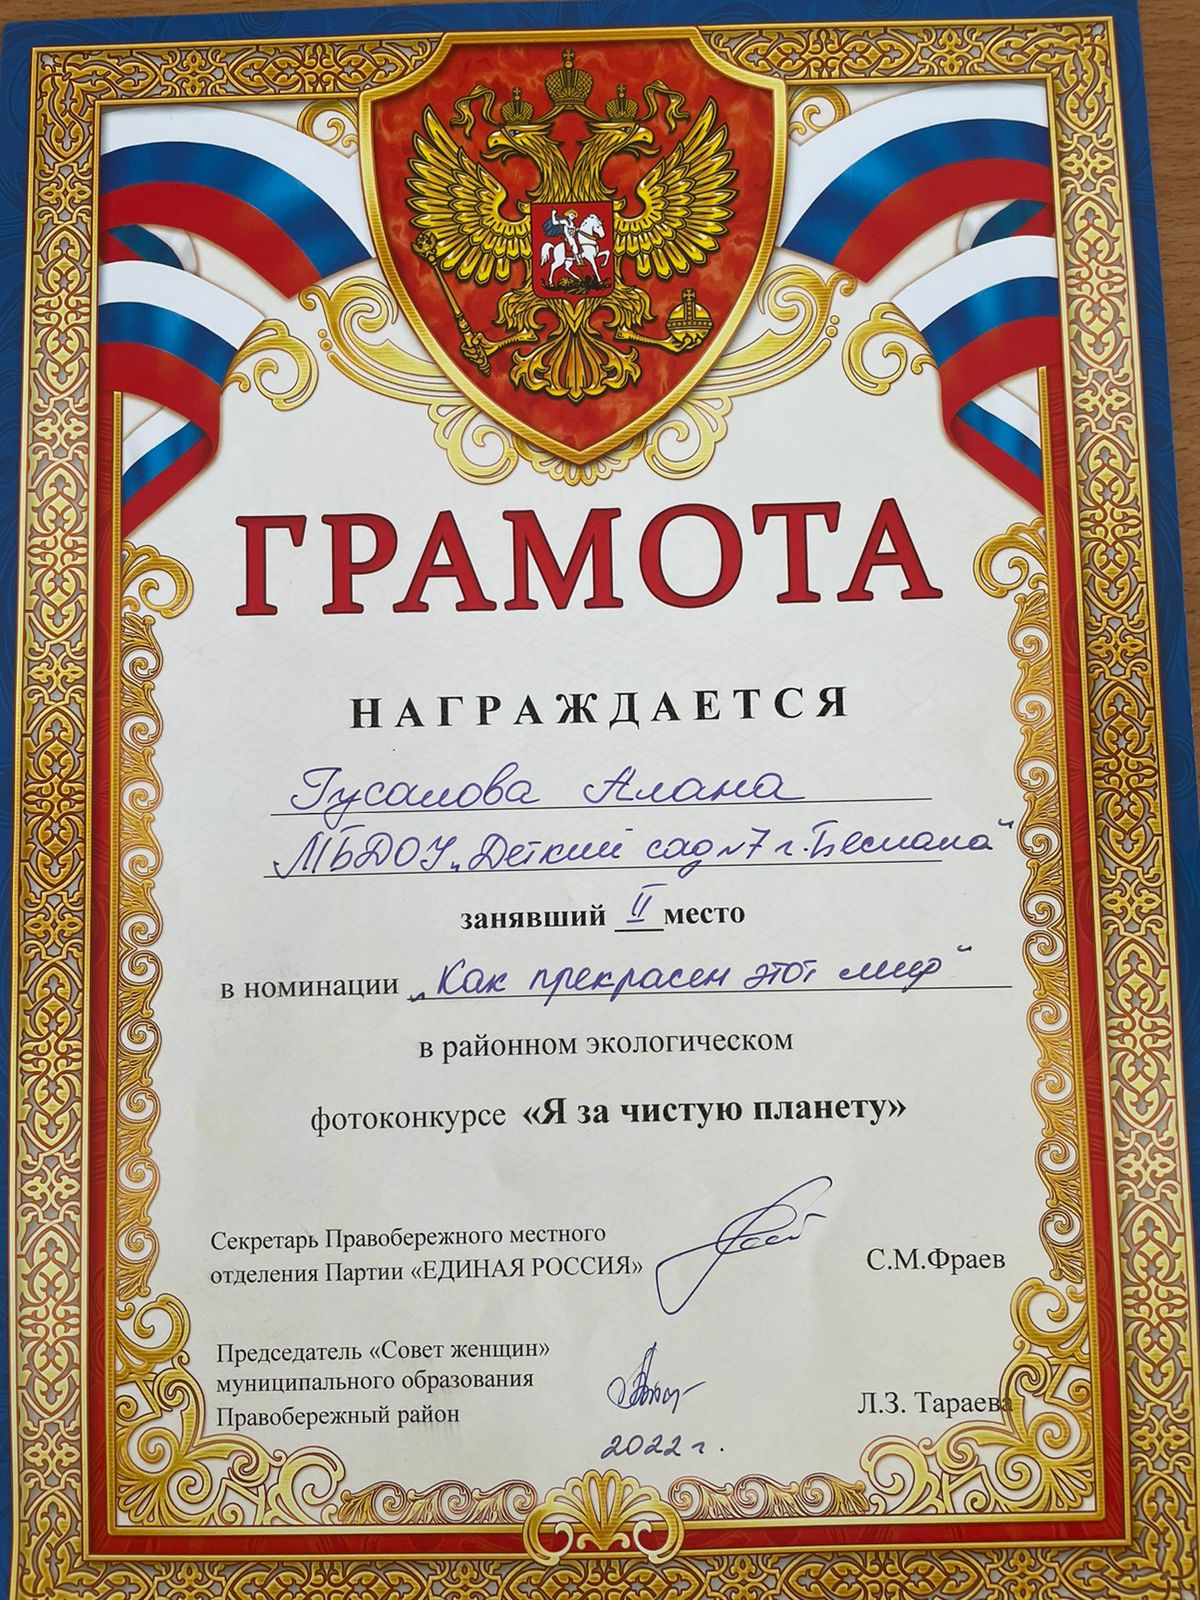 ГРАМОТА
НАГРАЖДАЕТСЯ
Гусалова Алана
МБДОУ „Деткий сад №7 г. Беслана"
занявший II место
в номинации „Как прекрасен этот мир"
в районном экологическом
фотоконкурсе «Я за чистую планету»
Секретарь Правобережного местного
отделения Партии «ЕДИНАЯ РОССИЯ» С.М.Фраев
Председатель «Совет женщин»
муниципального образования
Правобережный район Л.З. Тараева
2022 г.